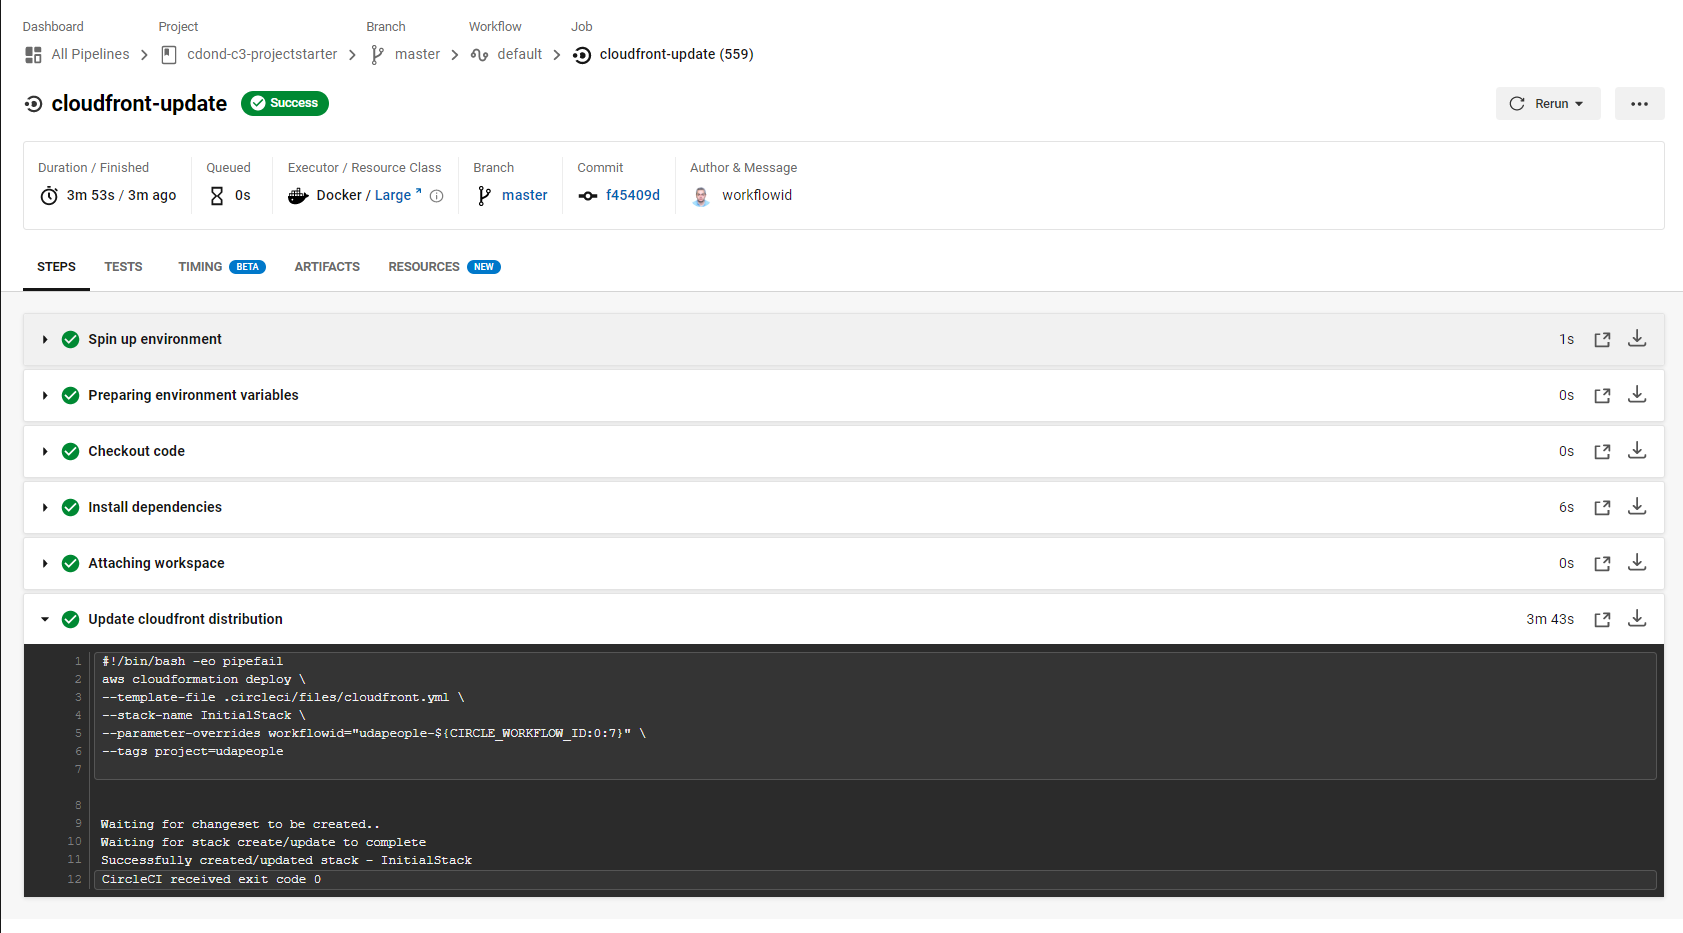 Dashboard Project Branch Workflow Job
All Pipelines cdond-c3-projectstarter master default cloudfront-update (559)
cloudfront-update Success Rerun
Duration / Finished Queued Executor / Resource Class Branch Commit Author & Message
3m 53s / 3m ago 0s Docker / Large master f45409d workflowid
STEPS TESTS TIMING BETA ARTIFACTS RESOURCES NEW
Spin up environment 1s
Preparing environment variables 0s
Checkout code 0s
Install dependencies 6s
Attaching workspace 0s
Update cloudfront distribution 3m 43s
1 #!/bin/bash -eo pipefail
2 aws cloudformation deploy \
3 --template-file .circleci/files/cloudfront.yml \
4 --stack-name InitialStack \
5 --parameter-overrides workflowid="udapeople-${CIRCLE_WORKFLOW_ID:0:7}" \
6 --tags project=udapeople
7
8
9 Waiting for changeset to be created..
10 Waiting for stack create/update to complete
11 Successfully created/updated stack - InitialStack
12 CircleCI received exit code 0